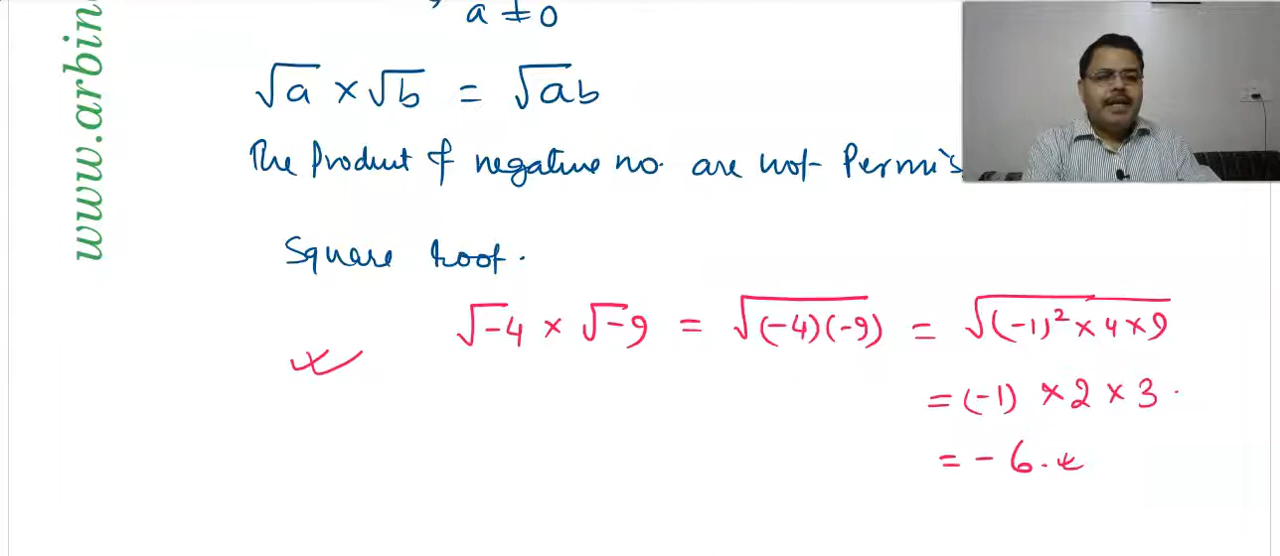 www.arbin
a ≠ 0
√a × √b = √ab
The Product of negative no. are not Permis
Square root.
√-4 × √-9 = √(-4)(-9) = √(-1)² × 4 × 9
= (-1) × 2 × 3.
= - 6.